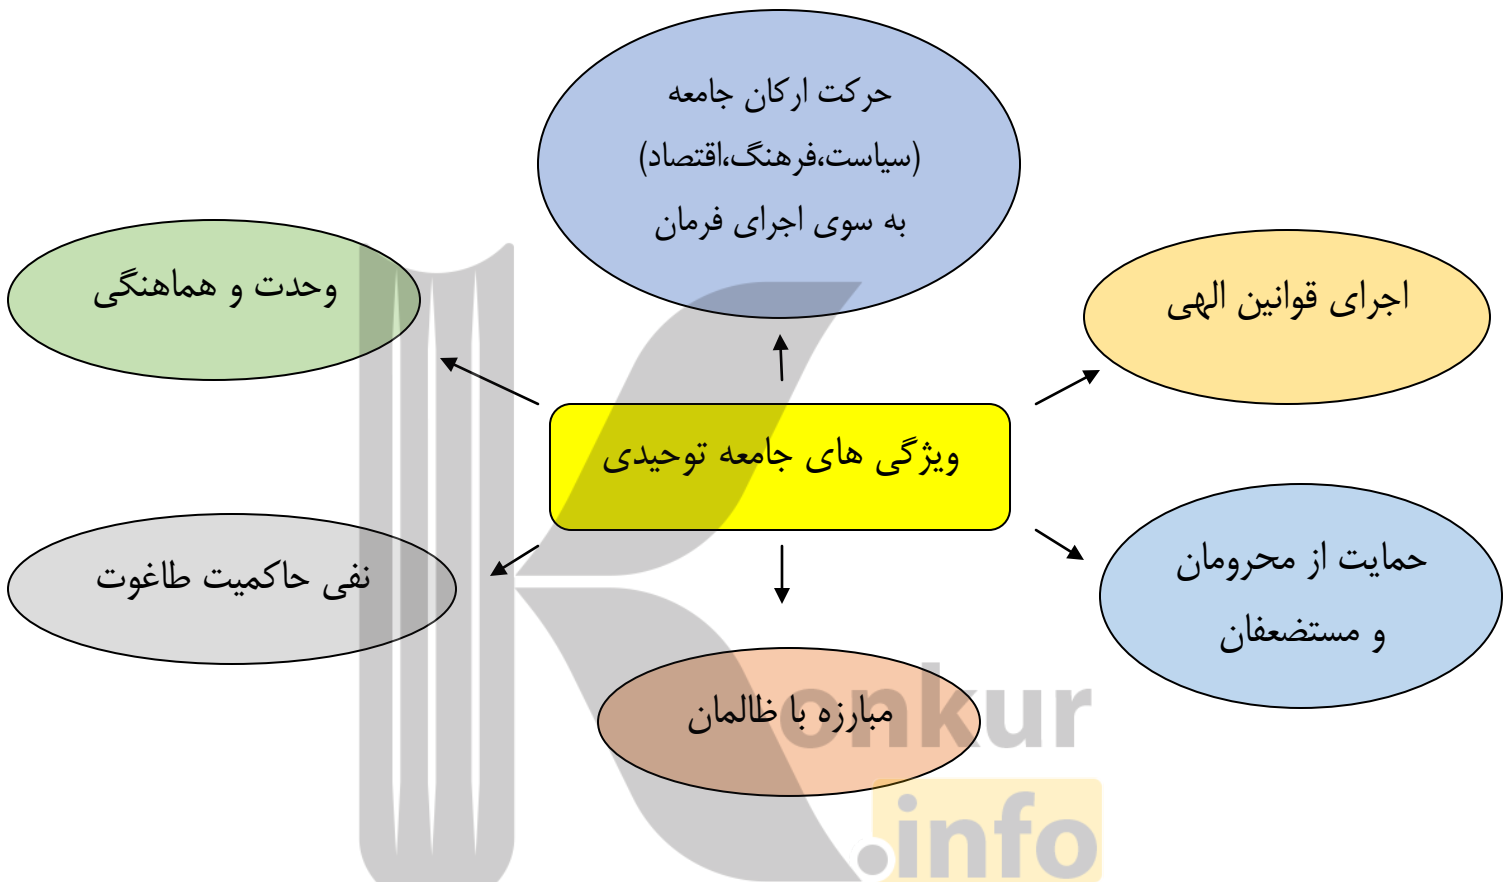 حرکت ارکان جامعه
(سیاست،فرهنگ،اقتصاد)
به سوی اجرای فرمان
اجرای قوانین الهی
وحدت و هماهنگی
ویژگی های جامعه توحیدی
حمایت از محرومان
و مستضعفان
نفی حاکمیت طاغوت
مبارزه با ظالمان
onkur
.info